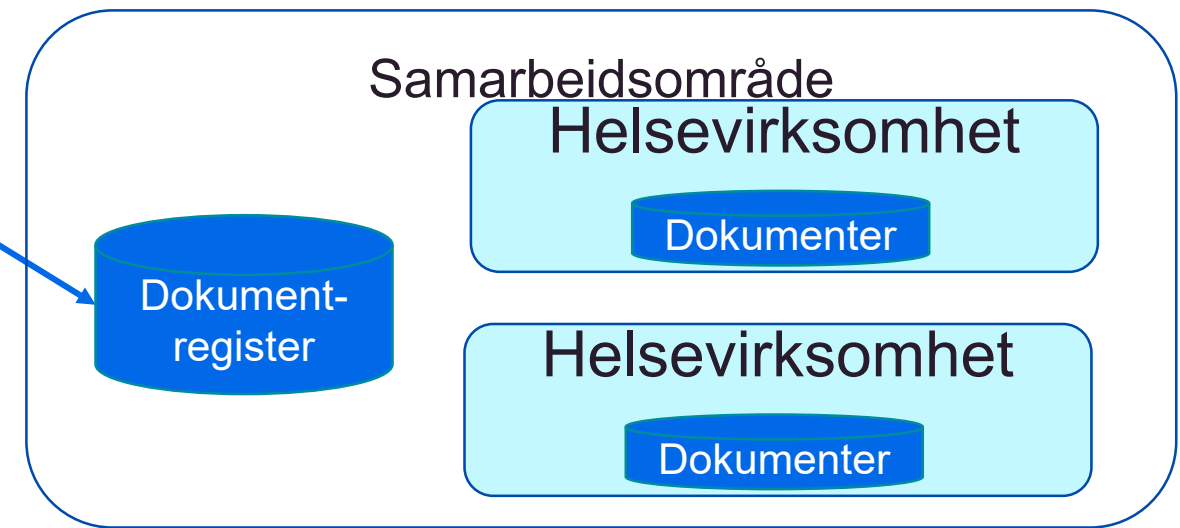 Samarbeidsområde
Helsevirksomhet
Dokumenter
Dokument-
register
Helsevirksomhet
Dokumenter